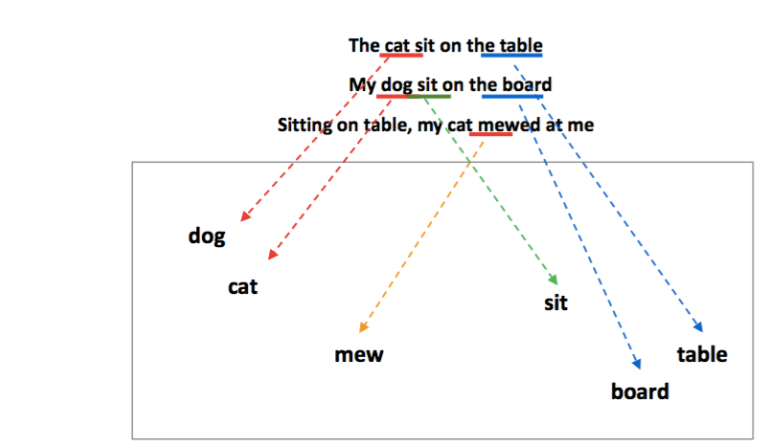 The cat sit on the table
My dog sit on the board
Sitting on table, my cat mewed at me
dog
cat
sit
mew
table
board